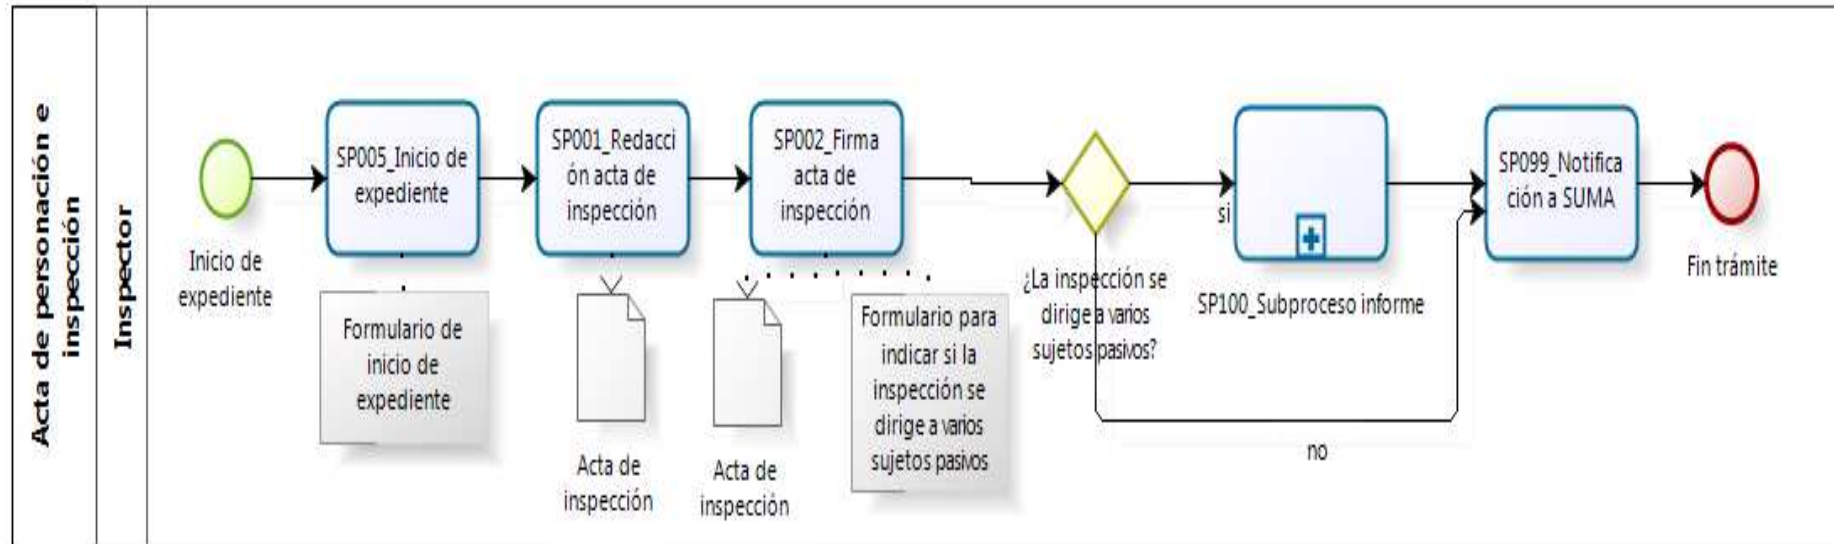 Acta de personación e
inspección
Inspector
Inicio de
expediente
SP005_Inicio de
expediente
Formulario de
inicio de
expediente
SP001_Redacci
ón acta de
inspección
Acta de
inspección
SP002_Firma
acta de
inspección
Acta de
inspección
Formulario para
indicar si la
inspección se
dirige a varios
sujetos pasivos
¿La inspección se
dirige a varios
sujetos pasivos?
si
no
SP100_Subproceso informe
SP099_Notifica
ción a SUMA
Fin trámite